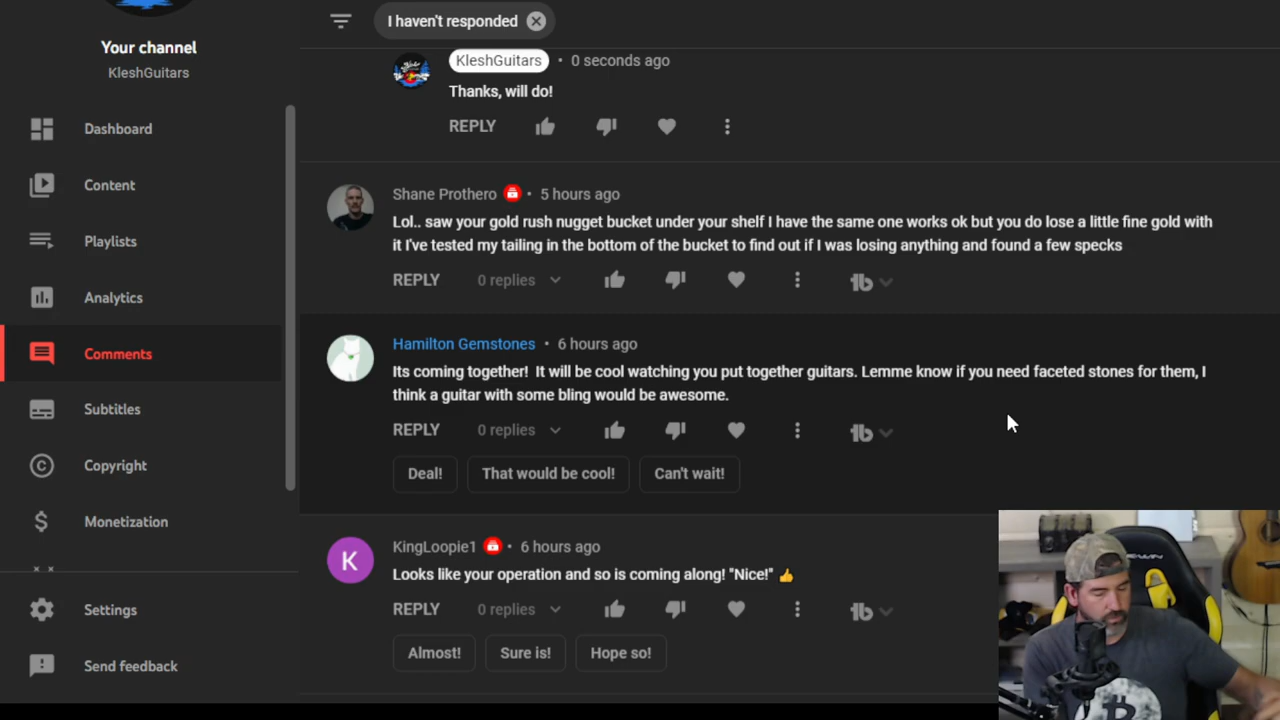 I haven't responded
Your channel
KleshGuitars
Dashboard
Content
Playlists
Analytics
Comments
Subtitles
Copyright
Monetization
Settings
Send feedback
KleshGuitars • 0 seconds ago
Thanks, will do!
REPLY
Shane Prothero • 5 hours ago
Lol.. saw your gold rush nugget bucket under your shelf I have the same one works ok but you do lose a little fine gold with
it I've tested my tailing in the bottom of the bucket to find out if I was losing anything and found a few specks
REPLY 0 replies
Hamilton Gemstones • 6 hours ago
Its coming together! It will be cool watching you put together guitars. Lemme know if you need faceted stones for them, I
think a guitar with some bling would be awesome.
REPLY 0 replies
Deal! That would be cool! Can't wait!
K
KingLoopie1 • 6 hours ago
Looks like your operation and so is coming along! "Nice!" 👍
REPLY 0 replies
Almost! Sure is! Hope so!